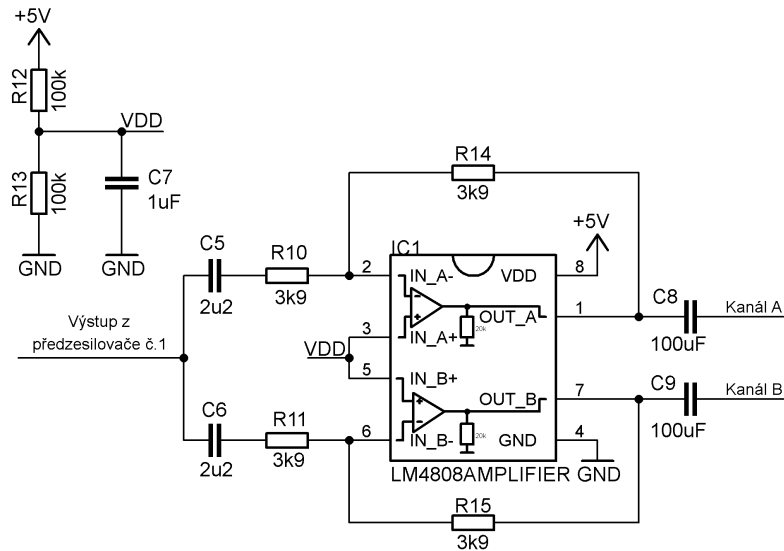 +5V
R12
100k
VDD
R13
100k
C7
1uF
GND
GND
R14
3k9
+5V
IC1
C5
2u2
R10
3k9
2
IN_A-
VDD
8
OUT_A
1
20k
C8
100uF
Kanál A
Výstup z
předzesilovače č.1
3
IN_A+
VDD
5
IN_B+
OUT_B
7
C9
100uF
Kanál B
C6
2u2
R11
3k9
6
IN_B-
20k
GND
4
GND
LM4808AMPLIFIER
R15
3k9